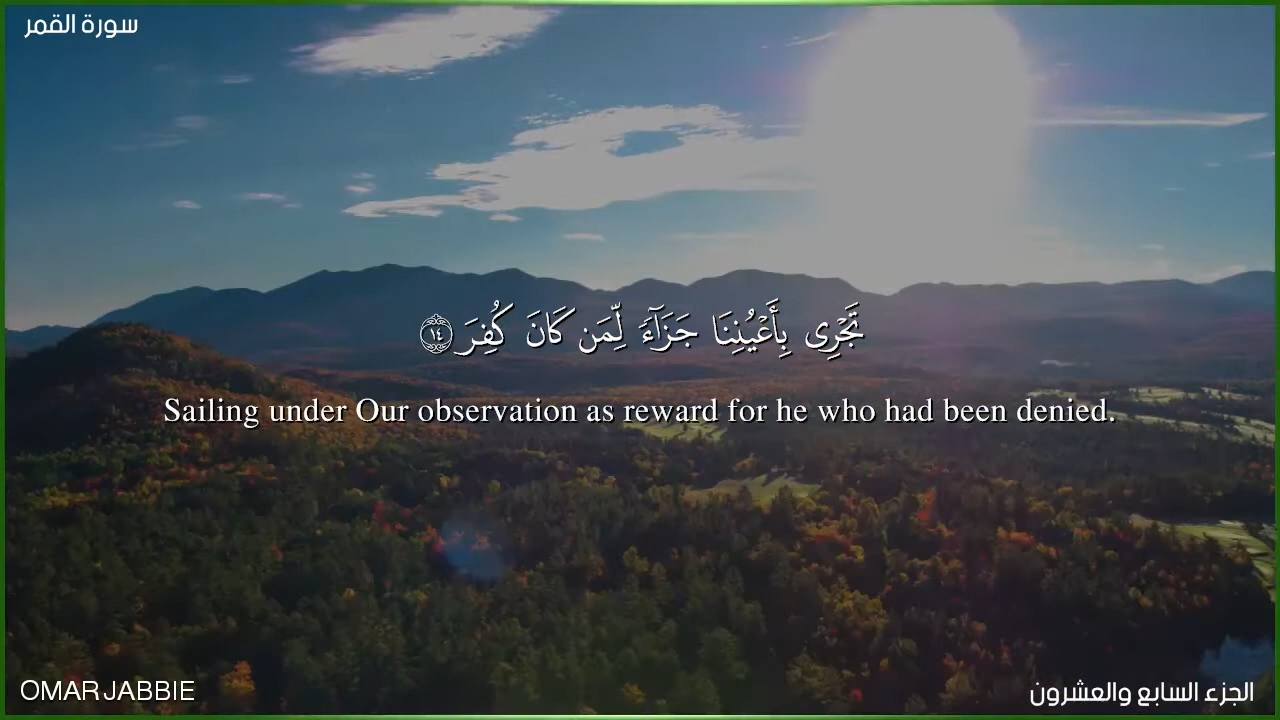 سورة القمر
تَجْرِى بِأَعْيُنِنَا جَزَآءً لِّمَن كَانَ كُفِرَ ١٤
Sailing under Our observation as reward for he who had been denied.
OMAR JABBIE
الجزء السابع والعشرون